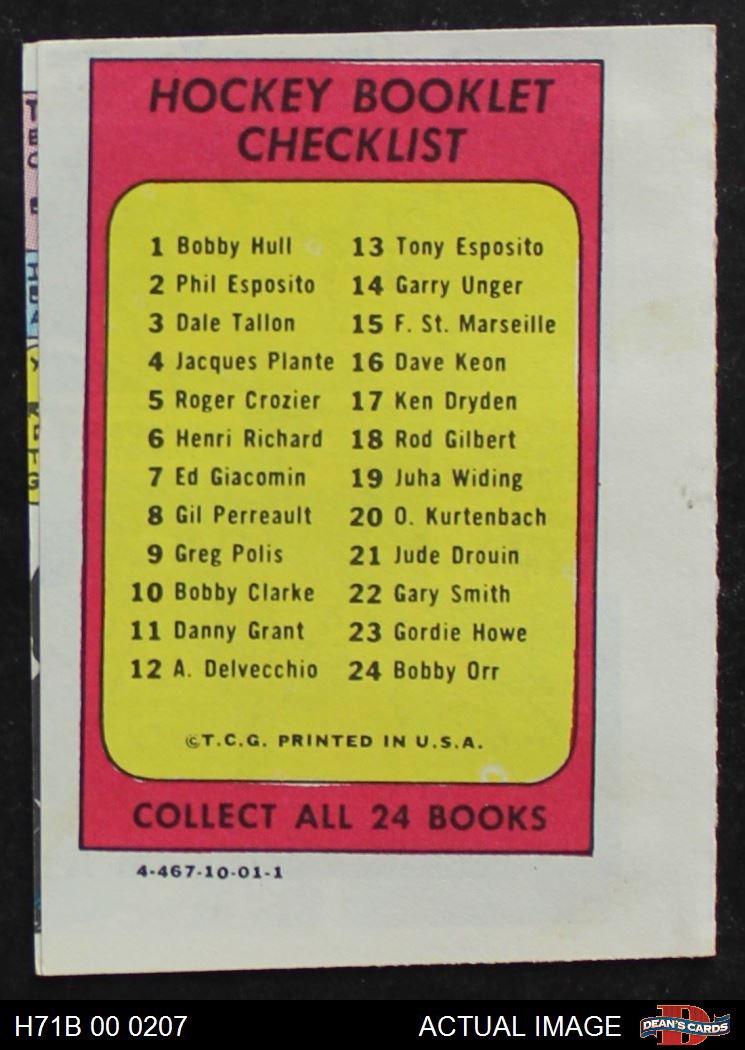 HOCKEY BOOKLET
CHECKLIST
1 Bobby Hull
2 Phil Esposito
3 Dale Tallon
4 Jacques Plante
5 Roger Crozier
6 Henri Richard
7 Ed Giacomin
8 Gil Perreault
9 Greg Polis
10 Bobby Clarke
11 Danny Grant
12 A. Delvecchio
13 Tony Esposito
14 Garry Unger
15 F. St. Marseille
16 Dave Keon
17 Ken Dryden
18 Rod Gilbert
19 Juha Widing
20 O. Kurtenbach
21 Jude Drouin
22 Gary Smith
23 Gordie Howe
24 Bobby Orr
©T.C.G. PRINTED IN U.S.A.
COLLECT ALL 24 BOOKS
4-467-10-01-1
H71B 00 0207
ACTUAL IMAGE
DEAN'S CARDS